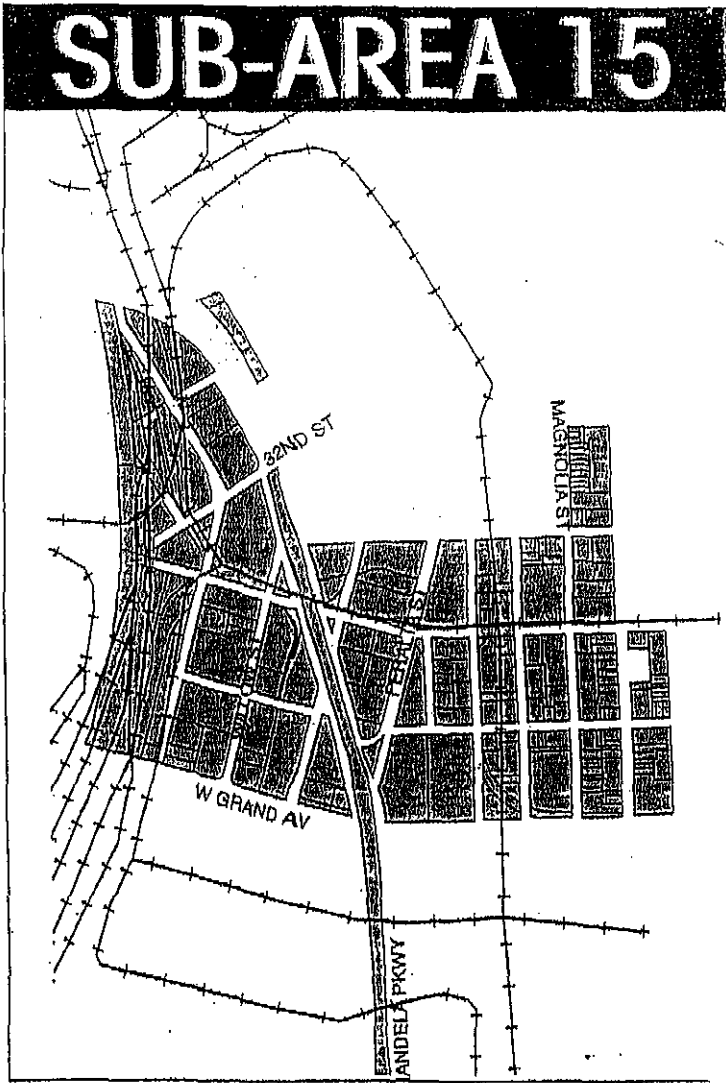 SUB-AREA 15
32ND ST
MAGNOLIA ST
W GRAND AV
ANDELA PKWY